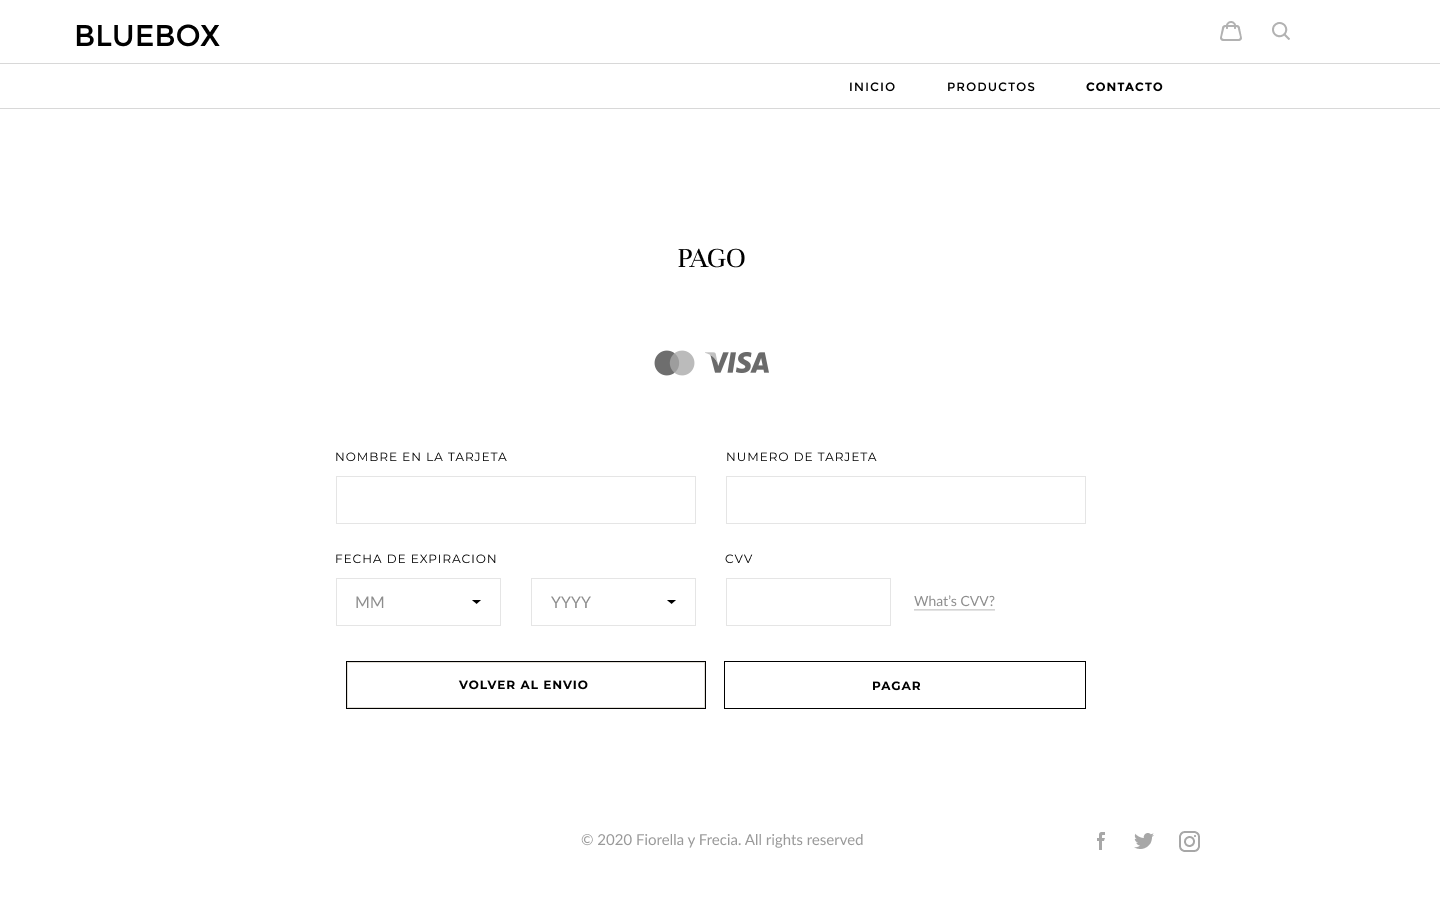 BLUEBOX
INICIO PRODUCTOS CONTACTO
PAGO
VISA
NOMBRE EN LA TARJETA NUMERO DE TARJETA
FECHA DE EXPIRACION CVV
MM YYYY What's CVV?
VOLVER AL ENVIO PAGAR
© 2020 Fiorella y Frecia. All rights reserved